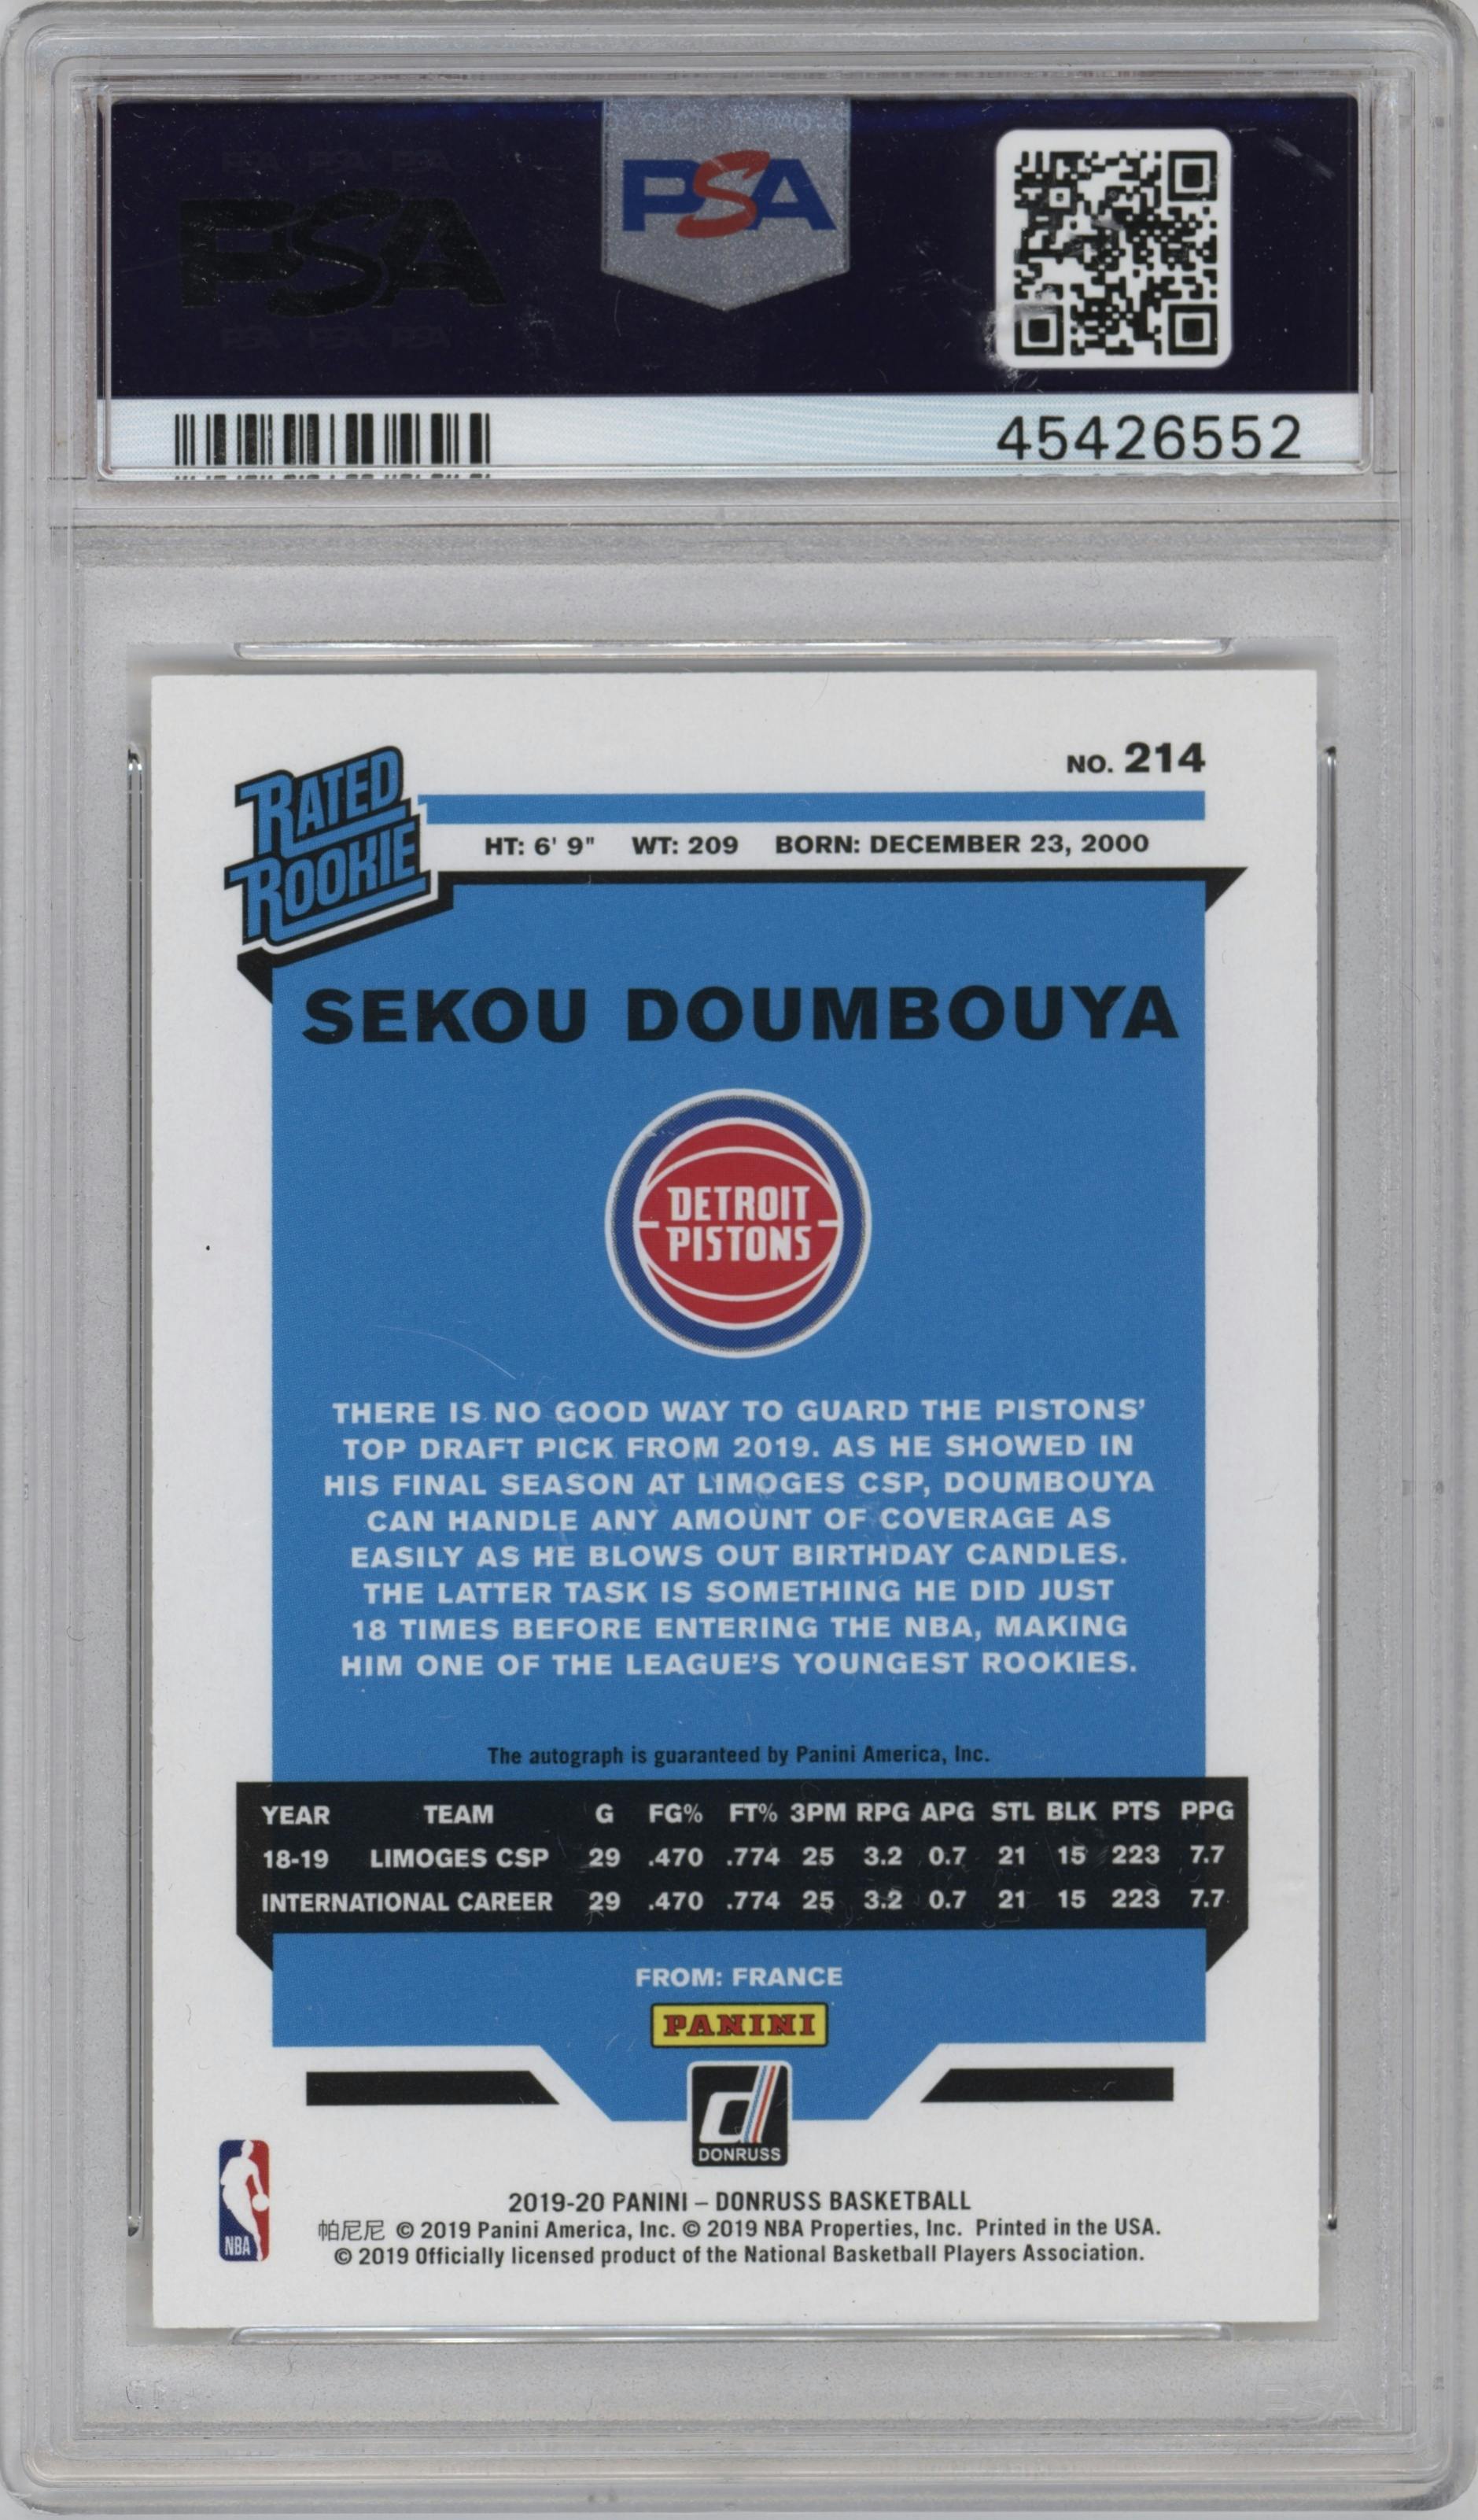 PSA
PSA
45426552
RATED
ROOKIE
NO. 214
HT: 6' 9" WT: 209 BORN: DECEMBER 23, 2000
SEKOU DOUMBOUYA
DETROIT
PISTONS
THERE IS NO GOOD WAY TO GUARD THE PISTONS'
TOP DRAFT PICK FROM 2019. AS HE SHOWED IN
HIS FINAL SEASON AT LIMOGES CSP, DOUMBOUYA
CAN HANDLE ANY AMOUNT OF COVERAGE AS
EASILY AS HE BLOWS OUT BIRTHDAY CANDLES.
THE LATTER TASK IS SOMETHING HE DID JUST
18 TIMES BEFORE ENTERING THE NBA, MAKING
HIM ONE OF THE LEAGUE'S YOUNGEST ROOKIES.
The autograph is guaranteed by Panini America, Inc.
YEAR TEAM G FG% FT% 3PM RPG APG STL BLK PTS PPG
18-19 LIMOGES CSP 29 .470 .774 25 3.2 0.7 21 15 223 7.7
INTERNATIONAL CAREER 29 .470 .774 25 3.2 0.7 21 15 223 7.7
FROM: FRANCE
PANINI
d
DONRUSS
NBA
2019-20 PANINI – DONRUSS BASKETBALL
帕尼尼 © 2019 Panini America, Inc. © 2019 NBA Properties, Inc. Printed in the USA.
© 2019 Officially licensed product of the National Basketball Players Association.
PSA